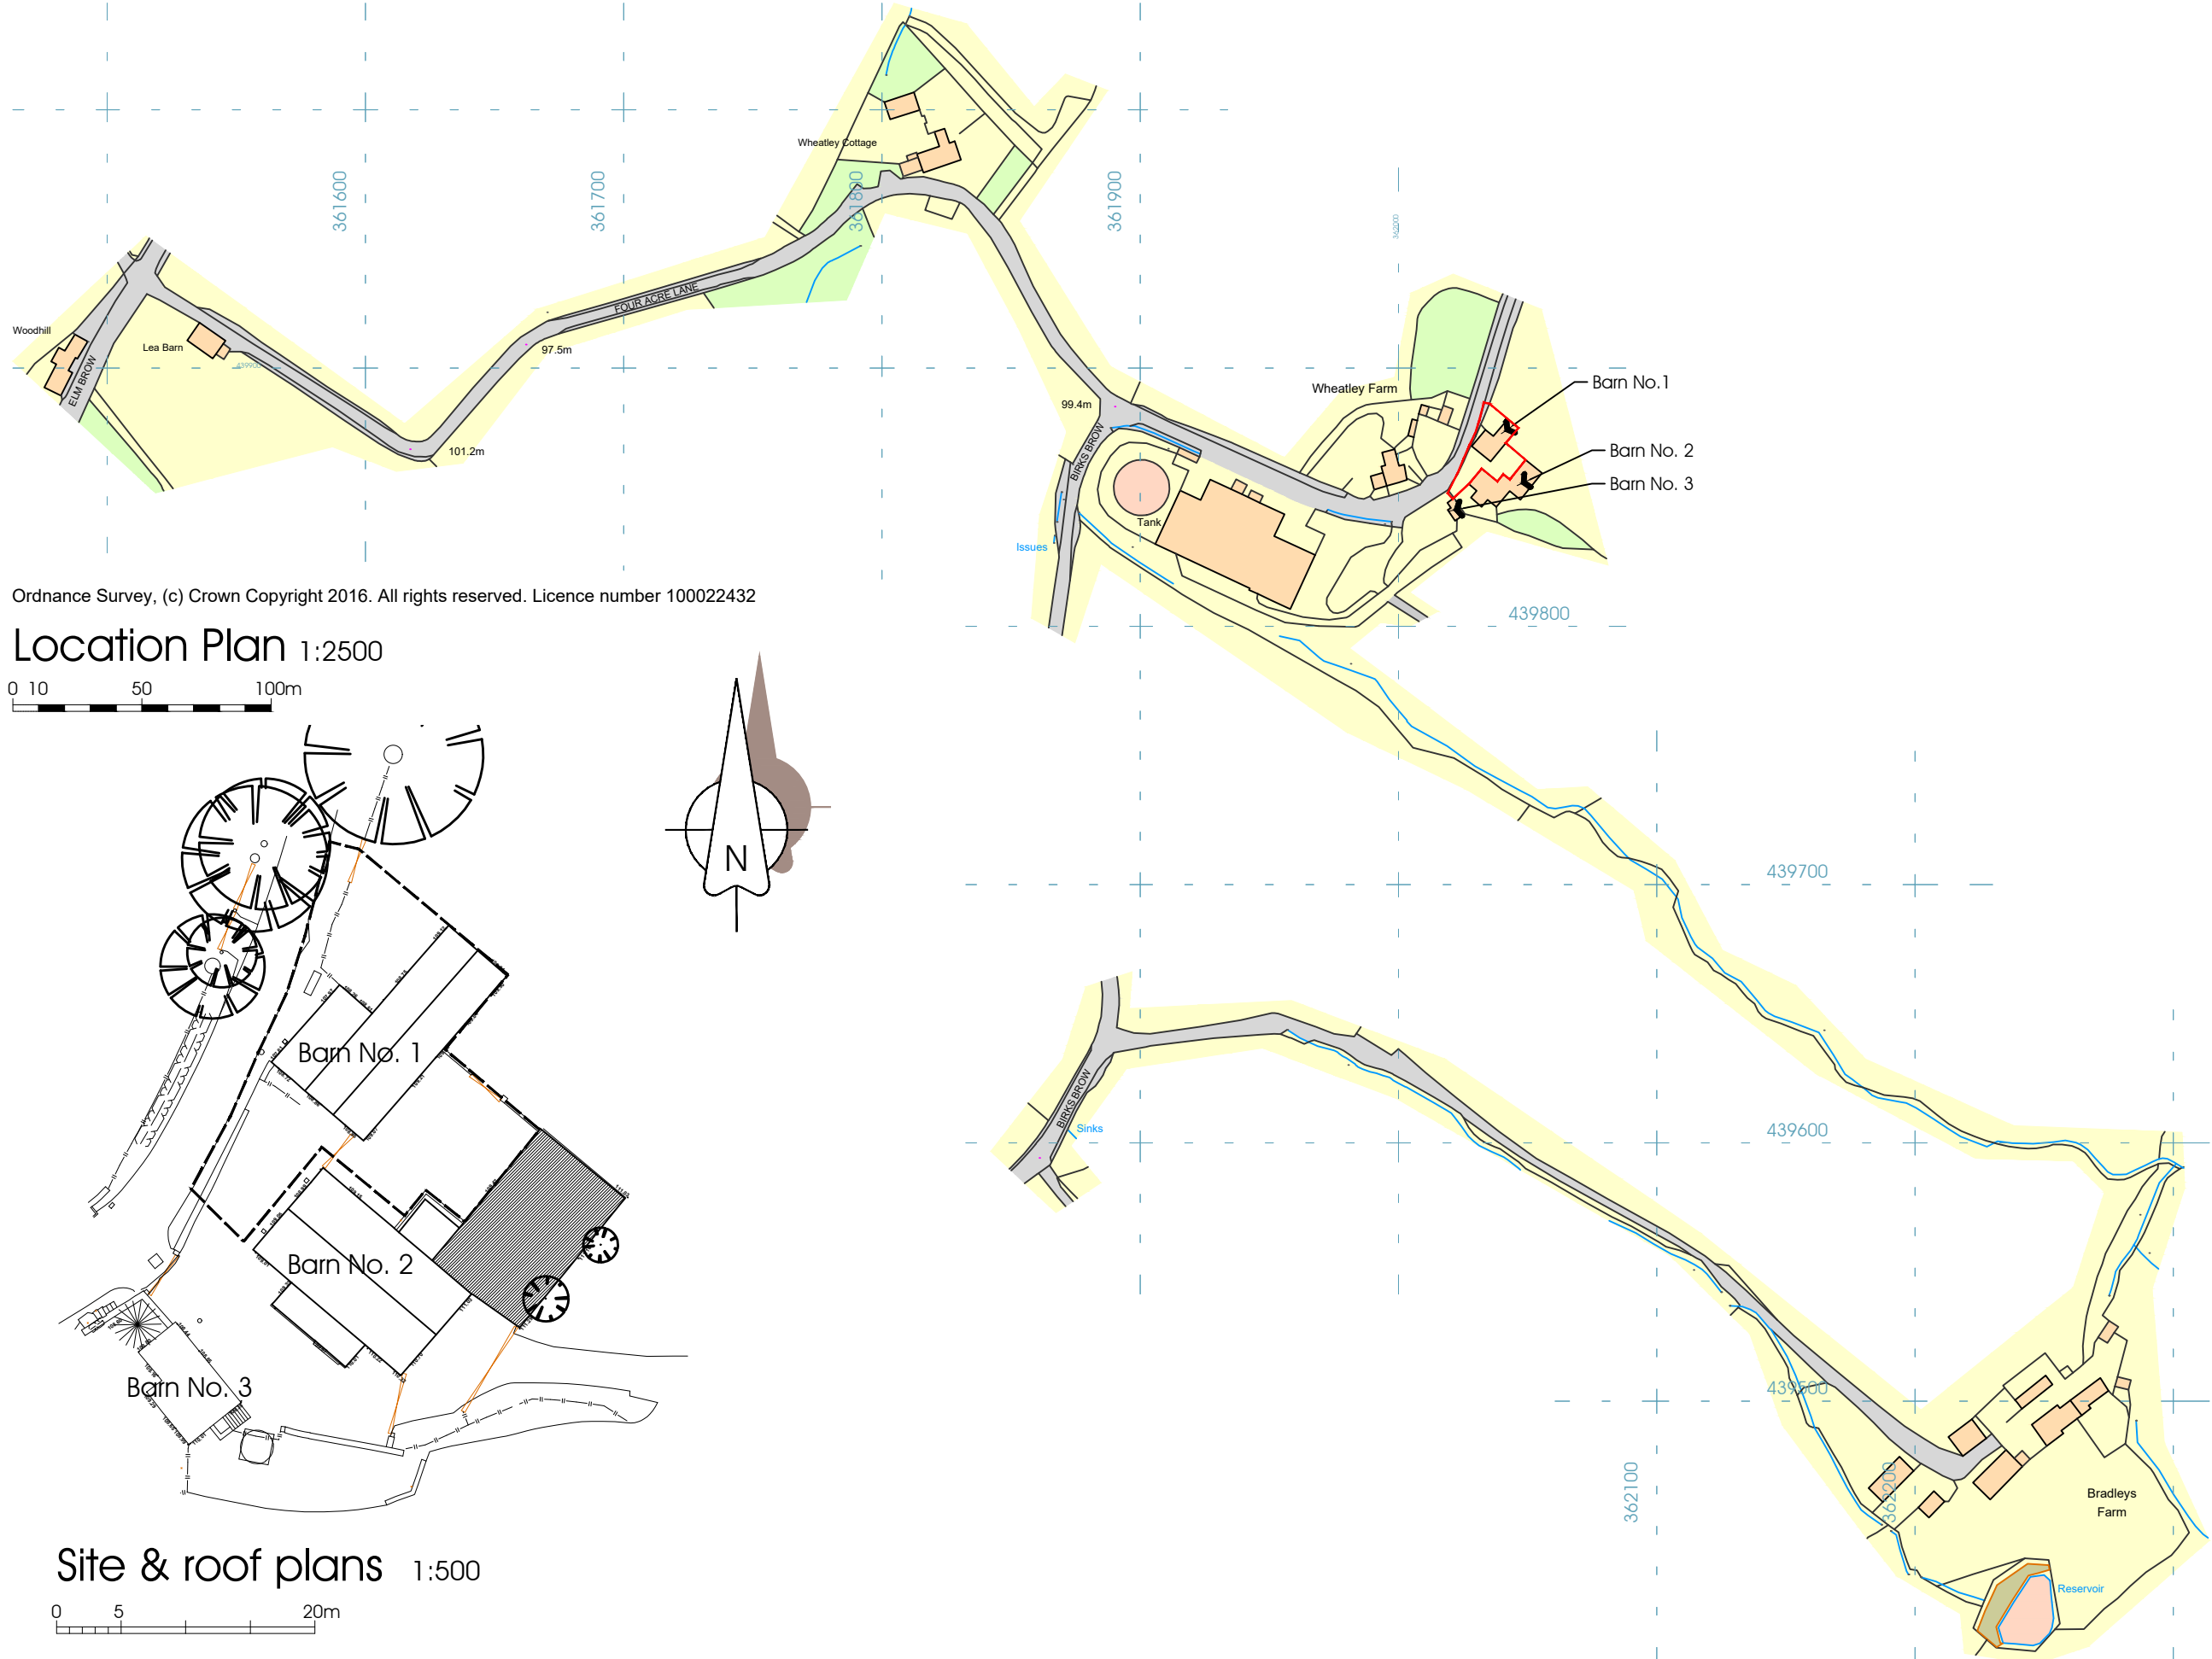 Wheatley Cottage
361600
361700
361800
361900
362000
FOUR ACRE LANE
Woodhill
Lea Barn
439900
ELM BROW
97.5m
101.2m
Wheatley Farm
99.4m
BIRKS BROW
Tank
Issues
Barn No.1
Barn No. 2
Barn No. 3
439800
Ordnance Survey, (c) Crown Copyright 2016. All rights reserved. Licence number 100022432
Location Plan 1:2500
0 10 50 100m
N
439700
Barn No. 1
BIRKS BROW
Sinks
439600
Barn No. 2
Barn No. 3
439500
362100
362200
Bradleys
Farm
Reservoir
Site & roof plans 1:500
0 5 20m